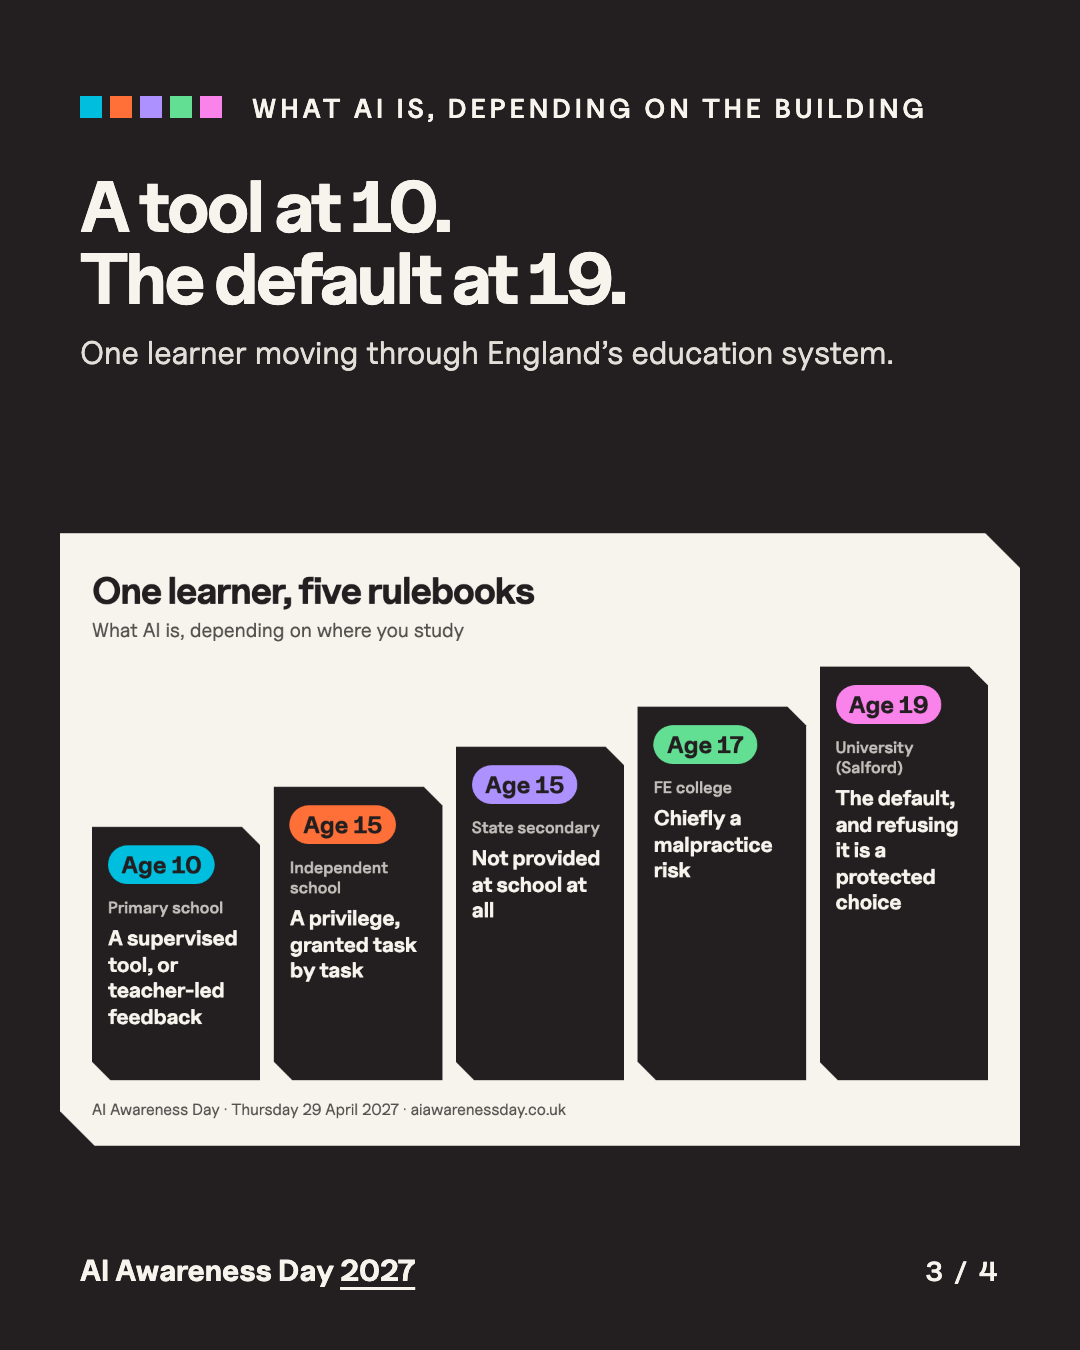 WHAT AI IS, DEPENDING ON THE BUILDING
A tool at 10.
The default at 19.
One learner moving through England’s education system.
One learner, five rulebooks
What AI is, depending on where you study
Age 10
Primary school
A supervised
tool, or
teacher-led
feedback
Age 15
Independent
school
A privilege,
granted task
by task
Age 15
State secondary
Not provided
at school at
all
Age 17
FE college
Chiefly a
malpractice
risk
Age 19
University
(Salford)
The default,
and refusing
it is a
protected
choice
AI Awareness Day · Thursday 29 April 2027 · aiawarenessday.co.uk
AI Awareness Day 2027
3 / 4